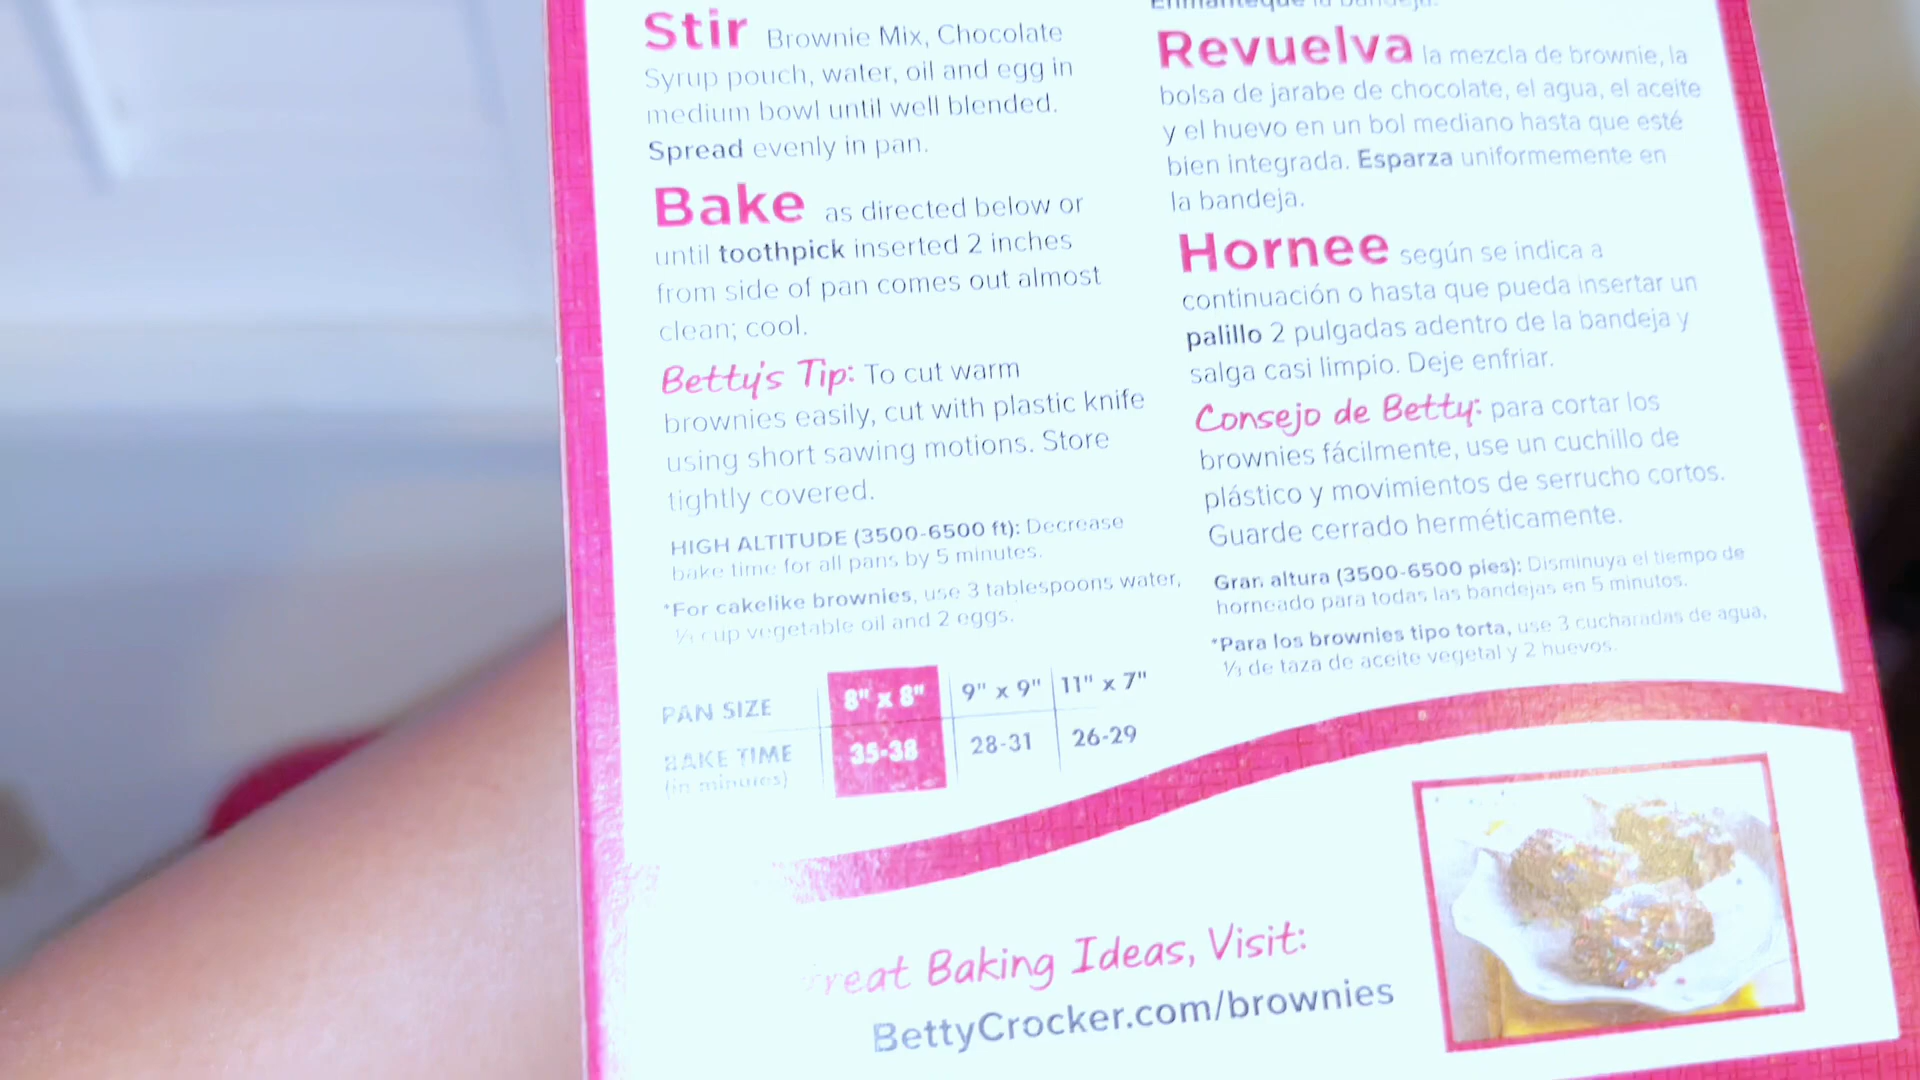 Stir Brownie Mix, Chocolate
Syrup pouch, water, oil and egg in
medium bowl until well blended.
Spread evenly in pan.
Bake as directed below or
until toothpick inserted 2 inches
from side of pan comes out almost
clean; cool.
Betty's Tip: To cut warm
brownies easily, cut with plastic knife
using short sawing motions. Store
tightly covered.
HIGH ALTITUDE (3500-6500 ft): Decrease
bake time for all pans by 5 minutes.
*For cakelike brownies, use 3 tablespoons water,
⅓ cup vegetable oil and 2 eggs.
PAN SIZE 8" x 8" 9" x 9" 11" x 7"
BAKE TIME 35-38 28-31 26-29
(in minutes)
Enmanteque la bandeja.
Revuelva la mezcla de brownie, la
bolsa de jarabe de chocolate, el agua, el aceite
y el huevo en un bol mediano hasta que esté
bien integrada. Esparza uniformemente en
la bandeja.
Hornee según se indica a
continuación o hasta que pueda insertar un
palillo 2 pulgadas adentro de la bandeja y
salga casi limpio. Deje enfriar.
Consejo de Betty: para cortar los
brownies fácilmente, use un cuchillo de
plástico y movimientos de serrucho cortos.
Guarde cerrado herméticamente.
Gran altura (3500-6500 pies): Disminuya el tiempo de
horneado para todas las bandejas en 5 minutos.
*Para los brownies tipo torta, use 3 cucharadas de agua,
⅓ de taza de aceite vegetal y 2 huevos.
Great Baking Ideas, Visit:
BettyCrocker.com/brownies